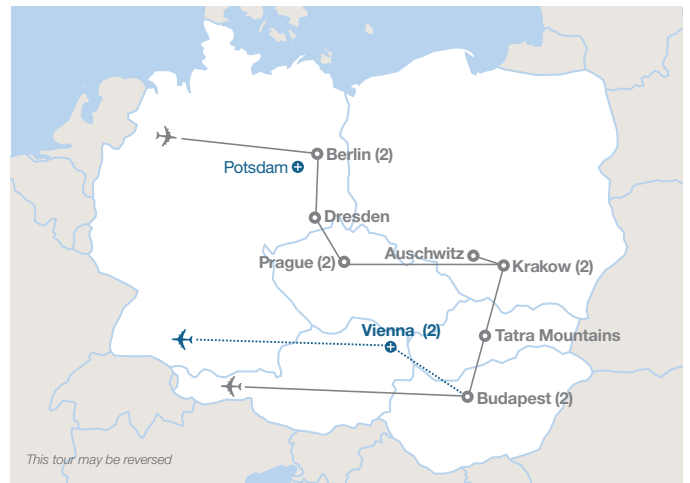 Berlin (2)
Potsdam
Dresden
Auschwitz
Prague (2)
Krakow (2)
Vienna (2)
Tatra Mountains
Budapest (2)
This tour may be reversed